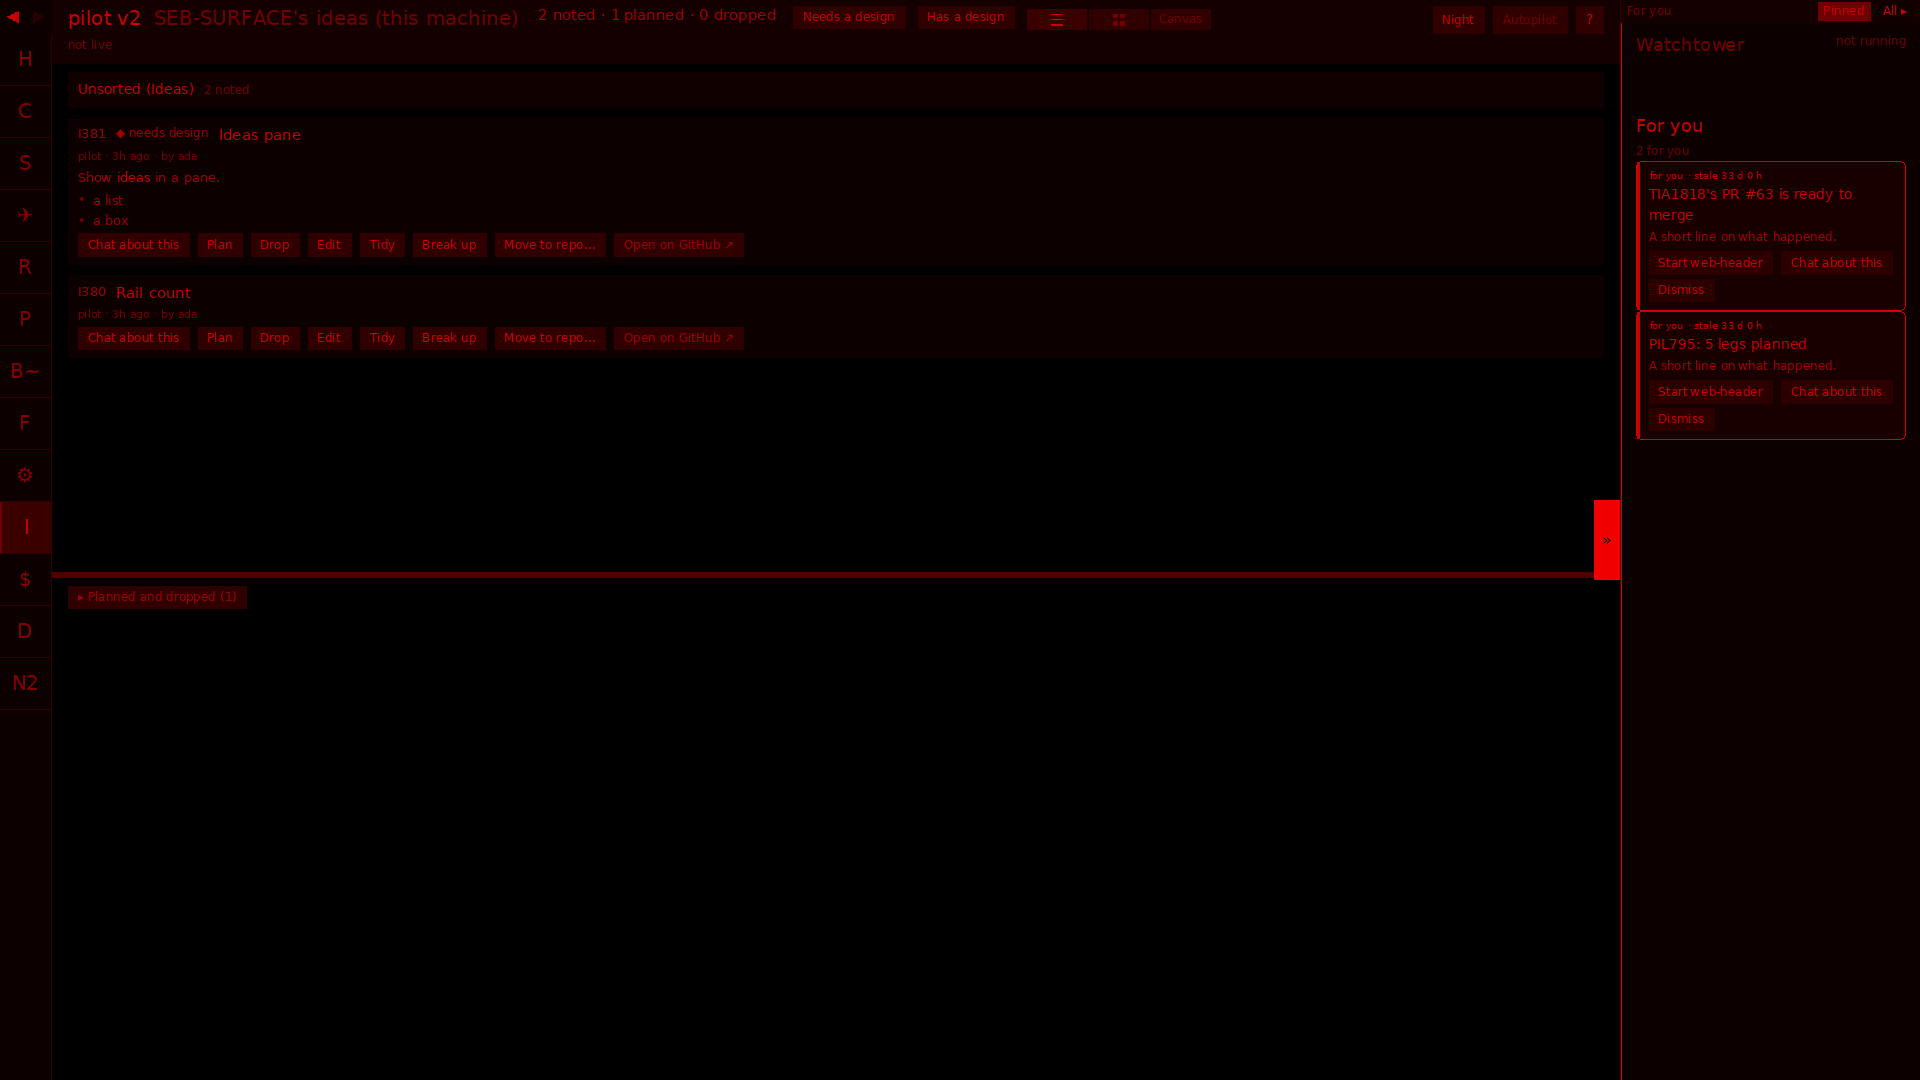 ◀ ▶
H
C
S
✈
R
P
B~
F
⚙
I
$
D
N2
pilot v2 SEB-SURFACE's ideas (this machine) 2 noted · 1 planned · 0 dropped Needs a design Has a design ☰ Canvas Night Autopilot ?
not live
Unsorted (Ideas) 2 noted
I381 ◆ needs design Ideas pane
pilot · 3h ago · by ada
Show ideas in a pane.
* a list
* a box
Chat about this Plan Drop Edit Tidy Break up Move to repo... Open on GitHub ↗
I380 Rail count
pilot · 3h ago · by ada
Chat about this Plan Drop Edit Tidy Break up Move to repo... Open on GitHub ↗
»
▸ Planned and dropped (1)
For you Pinned All ▸
Watchtower not running
For you
2 for you
for you · stale 33 d 0 h
TIA1818's PR #63 is ready to
merge
A short line on what happened.
Start web-header Chat about this
Dismiss
for you · stale 33 d 0 h
PIL795: 5 legs planned
A short line on what happened.
Start web-header Chat about this
Dismiss